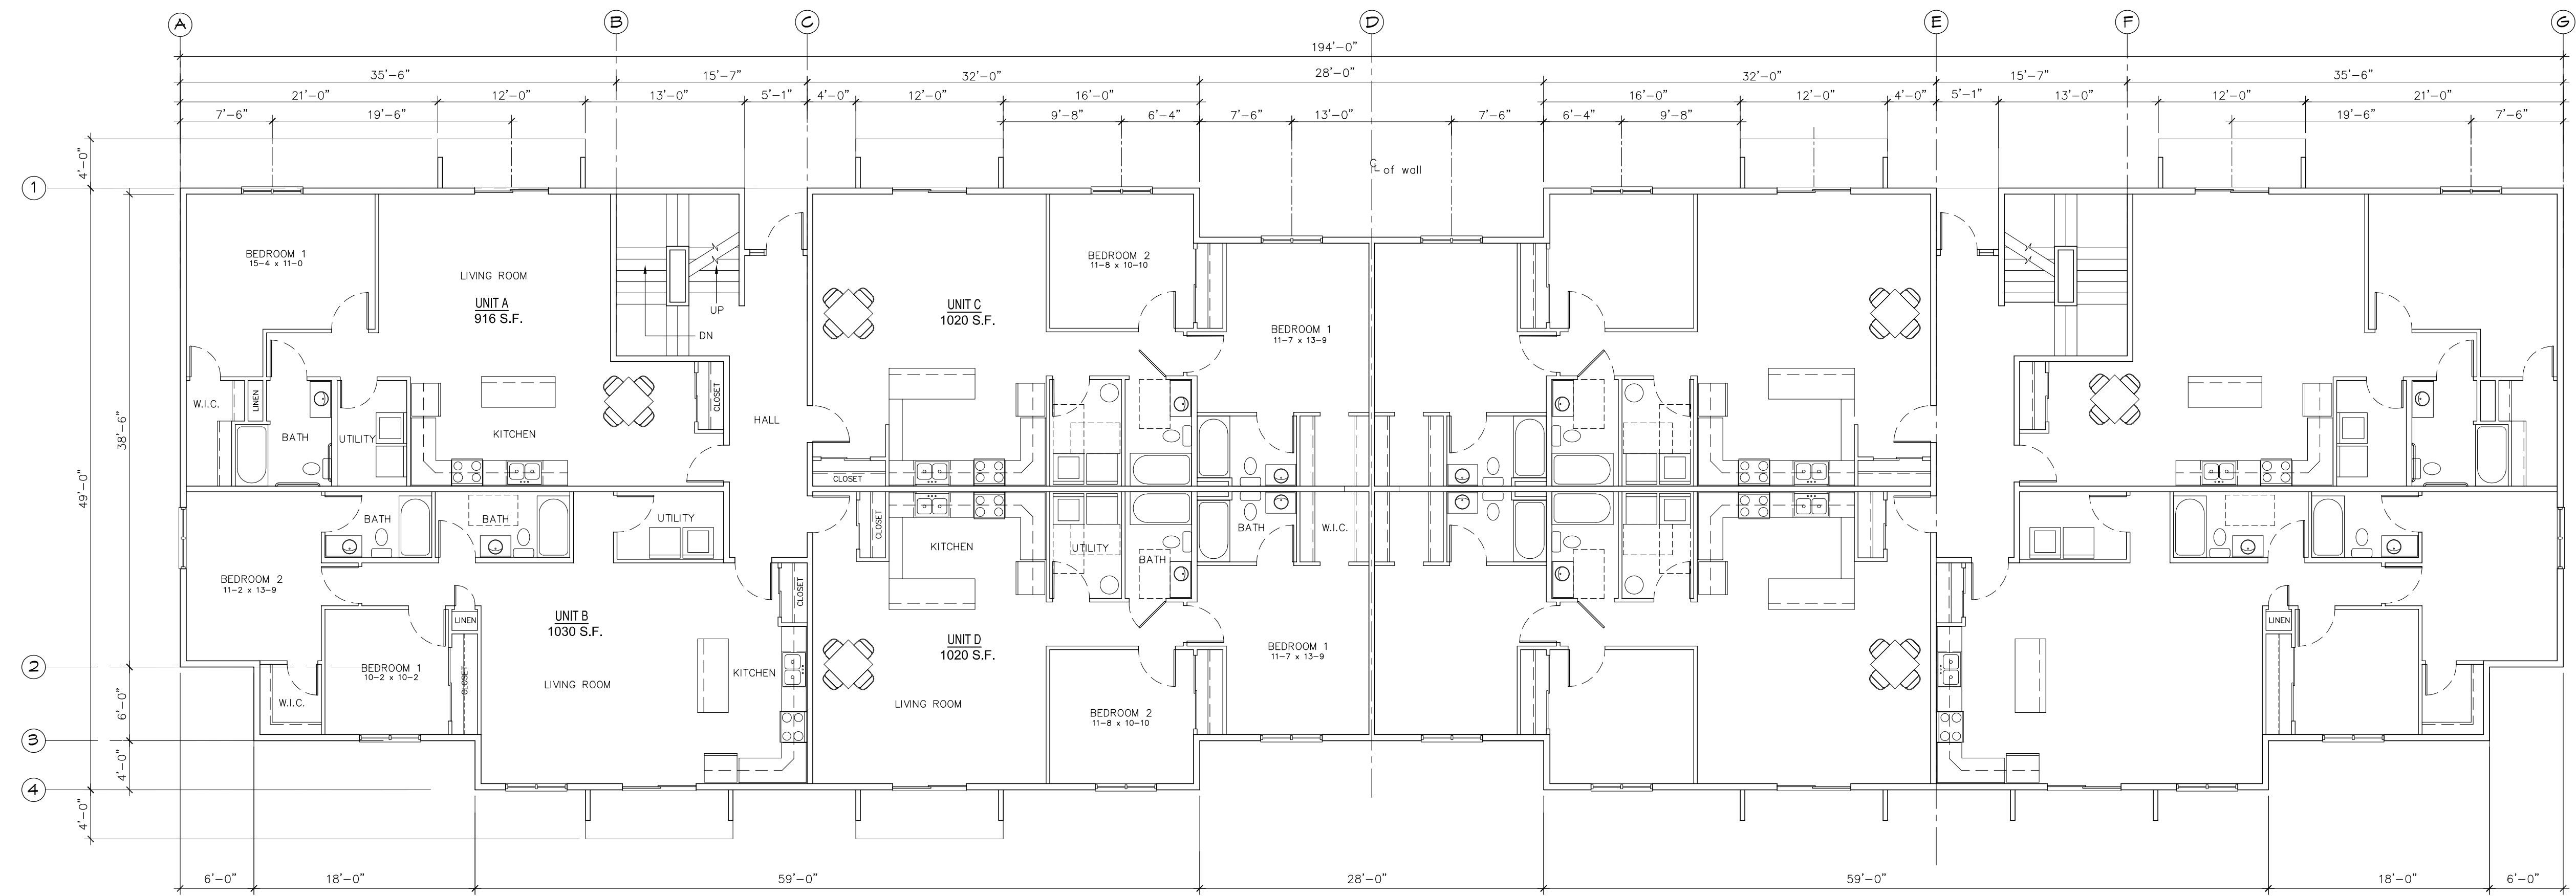 A B C D E F G
194'-0"
35'-6" 15'-7" 32'-0" 28'-0" 32'-0" 15'-7" 35'-6"
21'-0" 12'-0" 13'-0" 5'-1" 4'-0" 12'-0" 16'-0" 16'-0" 12'-0" 4'-0" 5'-1" 13'-0" 12'-0" 21'-0"
7'-6" 19'-6" 9'-8" 6'-4" 7'-6" 13'-0" 7'-6" 6'-4" 9'-8" 19'-6" 7'-6"
4'-0"
℄ of wall
1
38'-6"
49'-0"
BEDROOM 1
15-4 x 11-0
LIVING ROOM
UNIT A
916 S.F.
UP
DN
BEDROOM 2
11-8 x 10-10
UNIT C
1020 S.F.
BEDROOM 1
11-7 x 13-9
W.I.C.
LINEN
BATH
UTILITY
KITCHEN
CLOSET
HALL
CLOSET
BATH
BATH
UTILITY
CLOSET
KITCHEN
UTILITY
BATH
BATH
W.I.C.
BEDROOM 2
11-2 x 13-9
LINEN
UNIT B
1030 S.F.
CLOSET
UNIT D
1020 S.F.
BEDROOM 1
11-7 x 13-9
LINEN
2
BEDROOM 1
10-2 x 10-2
CLOSET
LIVING ROOM
KITCHEN
W.I.C.
LIVING ROOM
BEDROOM 2
11-8 x 10-10
6'-0"
3
4'-0"
4
4'-0"
6'-0" 18'-0" 59'-0" 28'-0" 59'-0" 18'-0" 6'-0"